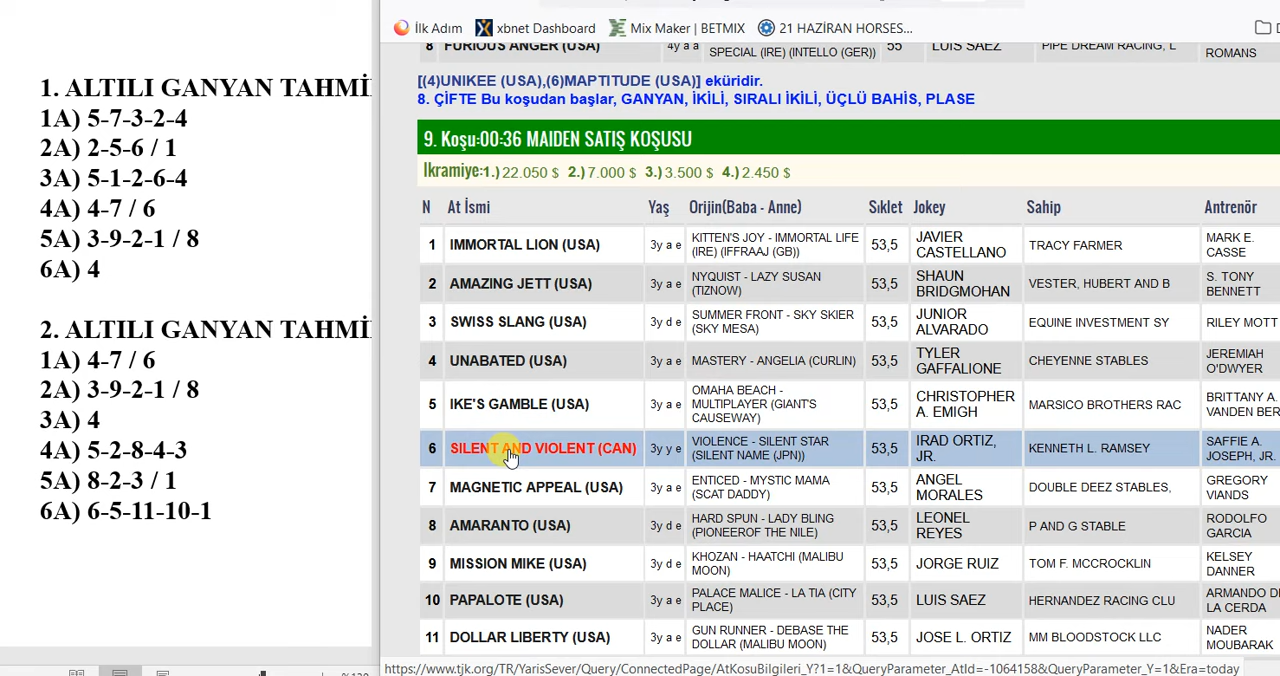 İlk Adım
xbnet Dashboard
Mix Maker | BETMIX
21 HAZİRAN HORSES...
1. ALTILI GANYAN TAHMİ
1A) 5-7-3-2-4
2A) 2-5-6 / 1
3A) 5-1-2-6-4
4A) 4-7 / 6
5A) 3-9-2-1 / 8
6A) 4
2. ALTILI GANYAN TAHMİ
1A) 4-7 / 6
2A) 3-9-2-1 / 8
3A) 4
4A) 5-2-8-4-3
5A) 8-2-3 / 1
6A) 6-5-11-10-1
8 FURIOUS ANGER (USA) 4y a a SPECIAL (IRE) (INTELLO (GER)) 55 LUIS SAEZ PIPE DREAM RACING, L ROMANS
[(4)UNIKEE (USA),(6)MAPTITUDE (USA)] eküridir.
8. ÇİFTE Bu koşudan başlar, GANYAN, İKİLİ, SIRALI İKİLİ, ÜÇLÜ BAHİS, PLASE
9. Koşu:00:36 MAIDEN SATIŞ KOŞUSU
İkramiye:1.) 22.050 $ 2.) 7.000 $ 3.) 3.500 $ 4.) 2.450 $
N At İsmi Yaş Orijin(Baba - Anne) Sıklet Jokey Sahip Antrenör
1 IMMORTAL LION (USA) 3y a e KITTEN'S JOY - IMMORTAL LIFE (IRE) (IFFRAAJ (GB)) 53,5 JAVIER CASTELLANO TRACY FARMER MARK E. CASSE
2 AMAZING JETT (USA) 3y a e NYQUIST - LAZY SUSAN (TIZNOW) 53,5 SHAUN BRIDGMOHAN VESTER, HUBERT AND B S. TONY BENNETT
3 SWISS SLANG (USA) 3y d e SUMMER FRONT - SKY SKIER (SKY MESA) 53,5 JUNIOR ALVARADO EQUINE INVESTMENT SY RILEY MOTT
4 UNABATED (USA) 3y a e MASTERY - ANGELIA (CURLIN) 53,5 TYLER GAFFALIONE CHEYENNE STABLES JEREMIAH O'DWYER
5 IKE'S GAMBLE (USA) 3y a e OMAHA BEACH - MULTIPLAYER (GIANT'S CAUSEWAY) 53,5 CHRISTOPHER A. EMIGH MARSICO BROTHERS RAC BRITTANY A. VANDEN BER
6 SILENT AND VIOLENT (CAN) 3y y e VIOLENCE - SILENT STAR (SILENT NAME (JPN)) 53,5 IRAD ORTIZ, JR. KENNETH L. RAMSEY SAFFIE A. JOSEPH, JR.
7 MAGNETIC APPEAL (USA) 3y a e ENTICED - MYSTIC MAMA (SCAT DADDY) 53,5 ANGEL MORALES DOUBLE DEEZ STABLES, GREGORY VIANDS
8 AMARANTO (USA) 3y d e HARD SPUN - LADY BLING (PIONEEROF THE NILE) 53,5 LEONEL REYES P AND G STABLE RODOLFO GARCIA
9 MISSION MIKE (USA) 3y d e KHOZAN - HAATCHI (MALIBU MOON) 53,5 JORGE RUIZ TOM F. MCCROCKLIN KELSEY DANNER
10 PAPALOTE (USA) 3y a e PALACE MALICE - LA TIA (CITY PLACE) 53,5 LUIS SAEZ HERNANDEZ RACING CLU ARMANDO DE LA CERDA
11 DOLLAR LIBERTY (USA) 3y a e GUN RUNNER - DEBASE THE DOLLAR (MALIBU MOON) 53,5 JOSE L. ORTIZ MM BLOODSTOCK LLC NADER MOUBARAK
https://www.tjk.org/TR/YarisSever/Query/ConnectedPage/AtKosuBilgileri_Y?1=1&QueryParameter_AtId=-1064158&QueryParameter_Y=1&Era=today